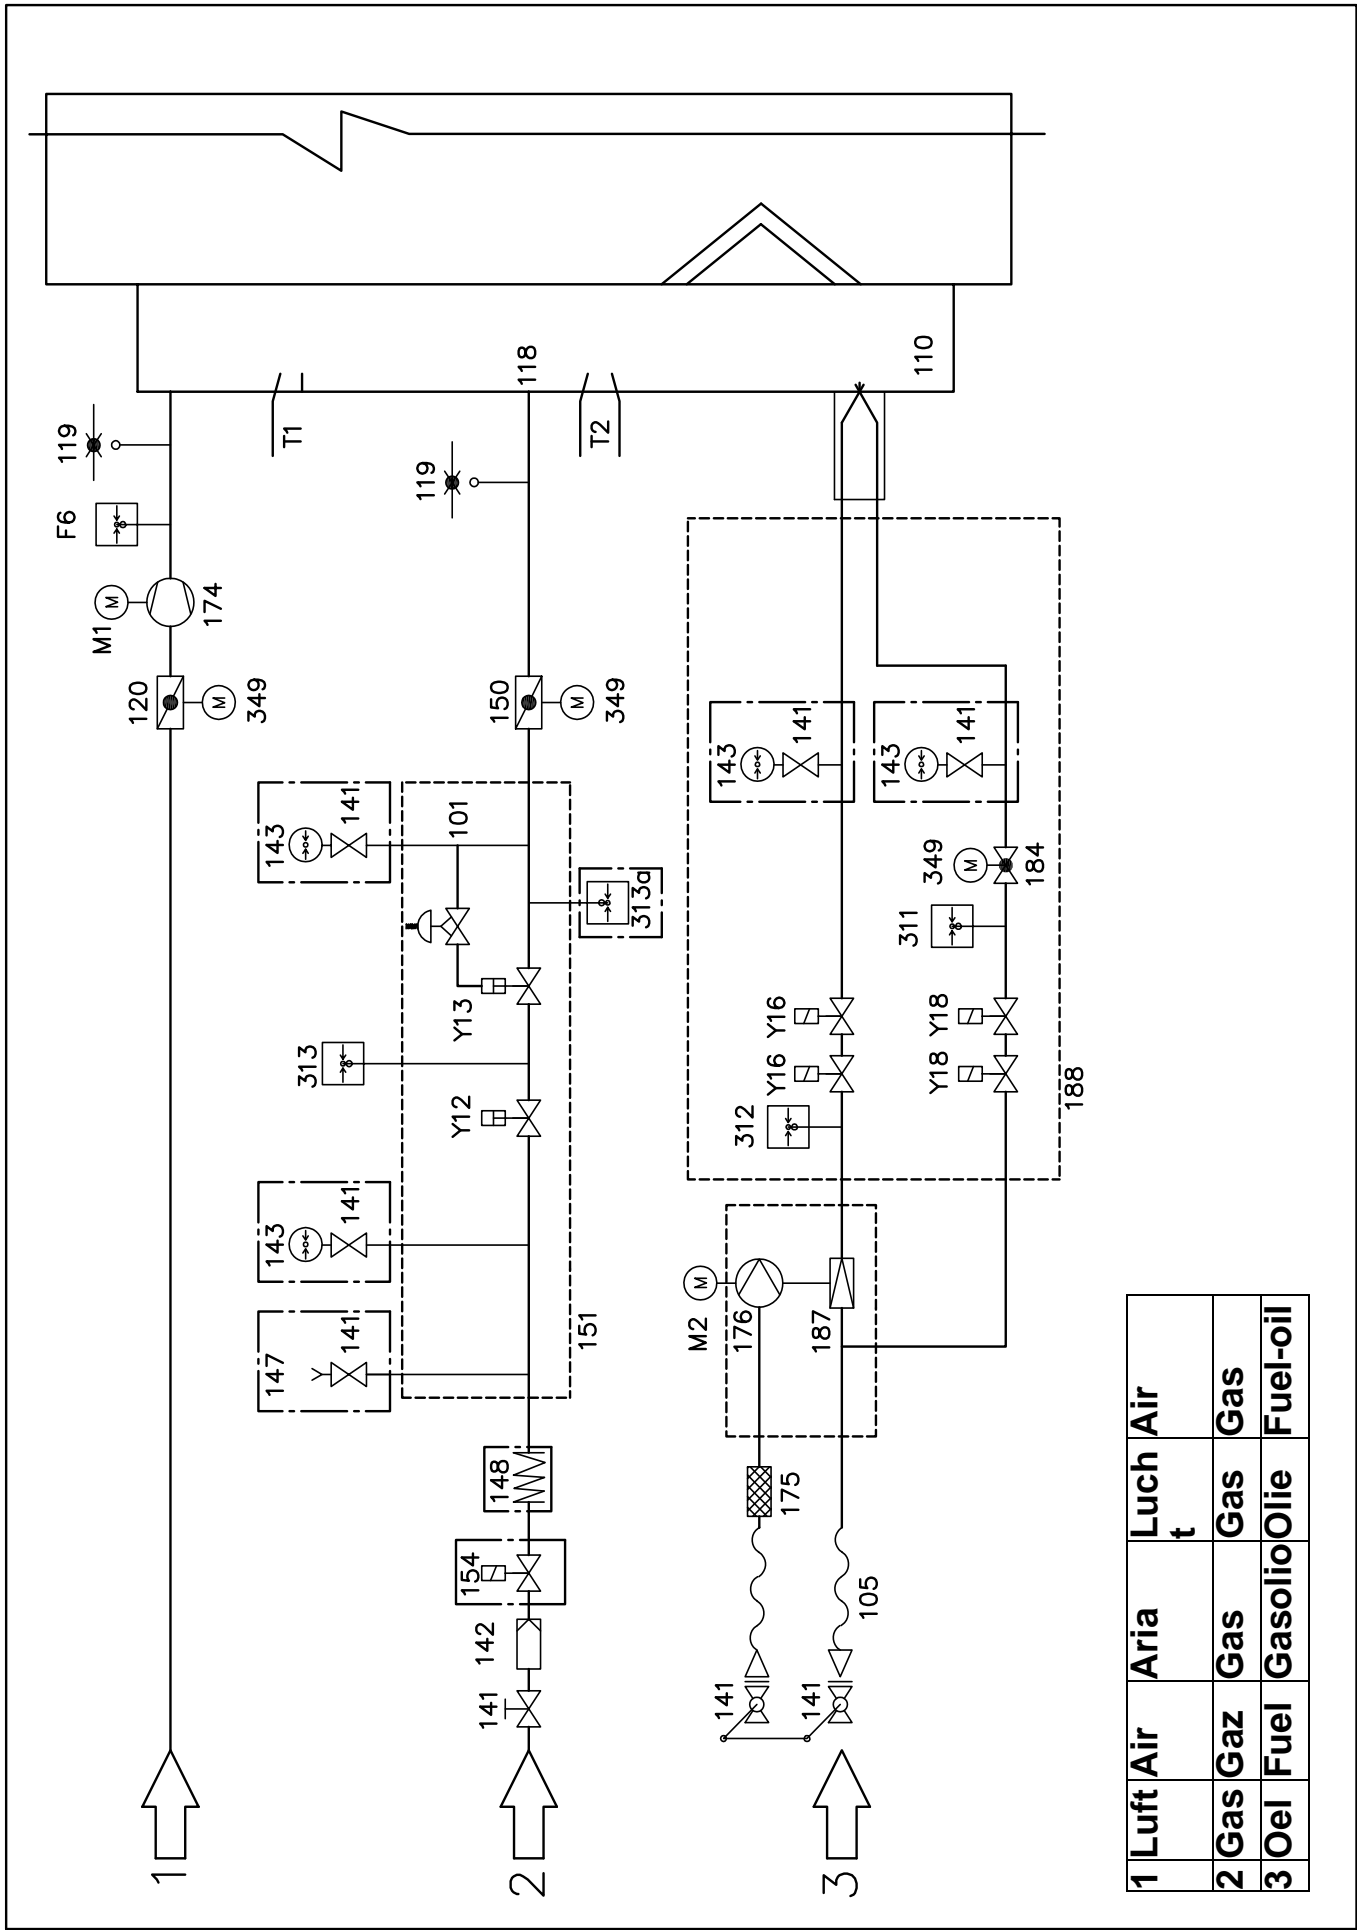 119
F6
M1
174
120
349
T1
118
119
T2
110
150
349
143
141
101
313a
Y13
313
Y12
143
141
147
141
151
148
154
142
141
143
141
143
141
349
184
311
Y16
Y18
Y16
Y18
312
188
M2
176
187
175
105
141
141
M
M
M
M
M
M
1
2
3
1 Luft Air Aria Luch
t Air
2 Gas Gaz Gas Gas Gas
3 Oel Fuel Gasolio Olie Fuel-oil